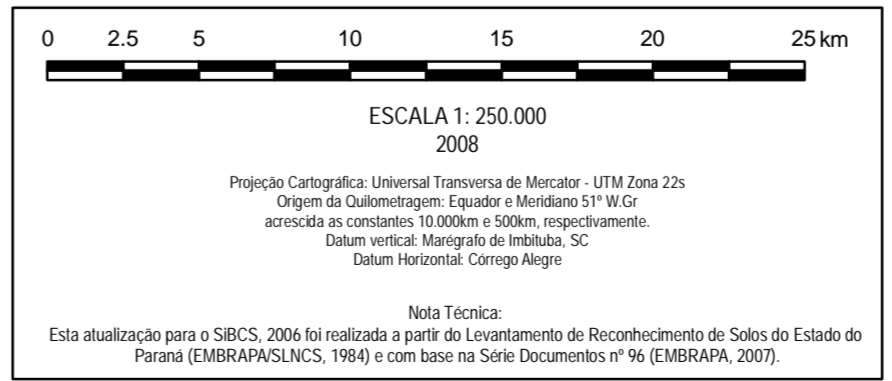 0 2.5 5 10 15 20 25 km
ESCALA 1: 250.000
2008
Projeção Cartográfica: Universal Transversa de Mercator - UTM Zona 22s
Origem da Quilometragem: Equador e Meridiano 51º W.Gr
acrescida as constantes 10.000km e 500km, respectivamente.
Datum vertical: Marégrafo de Imbituba, SC
Datum Horizontal: Córrego Alegre
Nota Técnica:
Esta atualização para o SiBCS, 2006 foi realizada a partir do Levantamento de Reconhecimento de Solos do Estado do
Paraná (EMBRAPA/SLNCS, 1984) e com base na Série Documentos nº 96 (EMBRAPA, 2007).